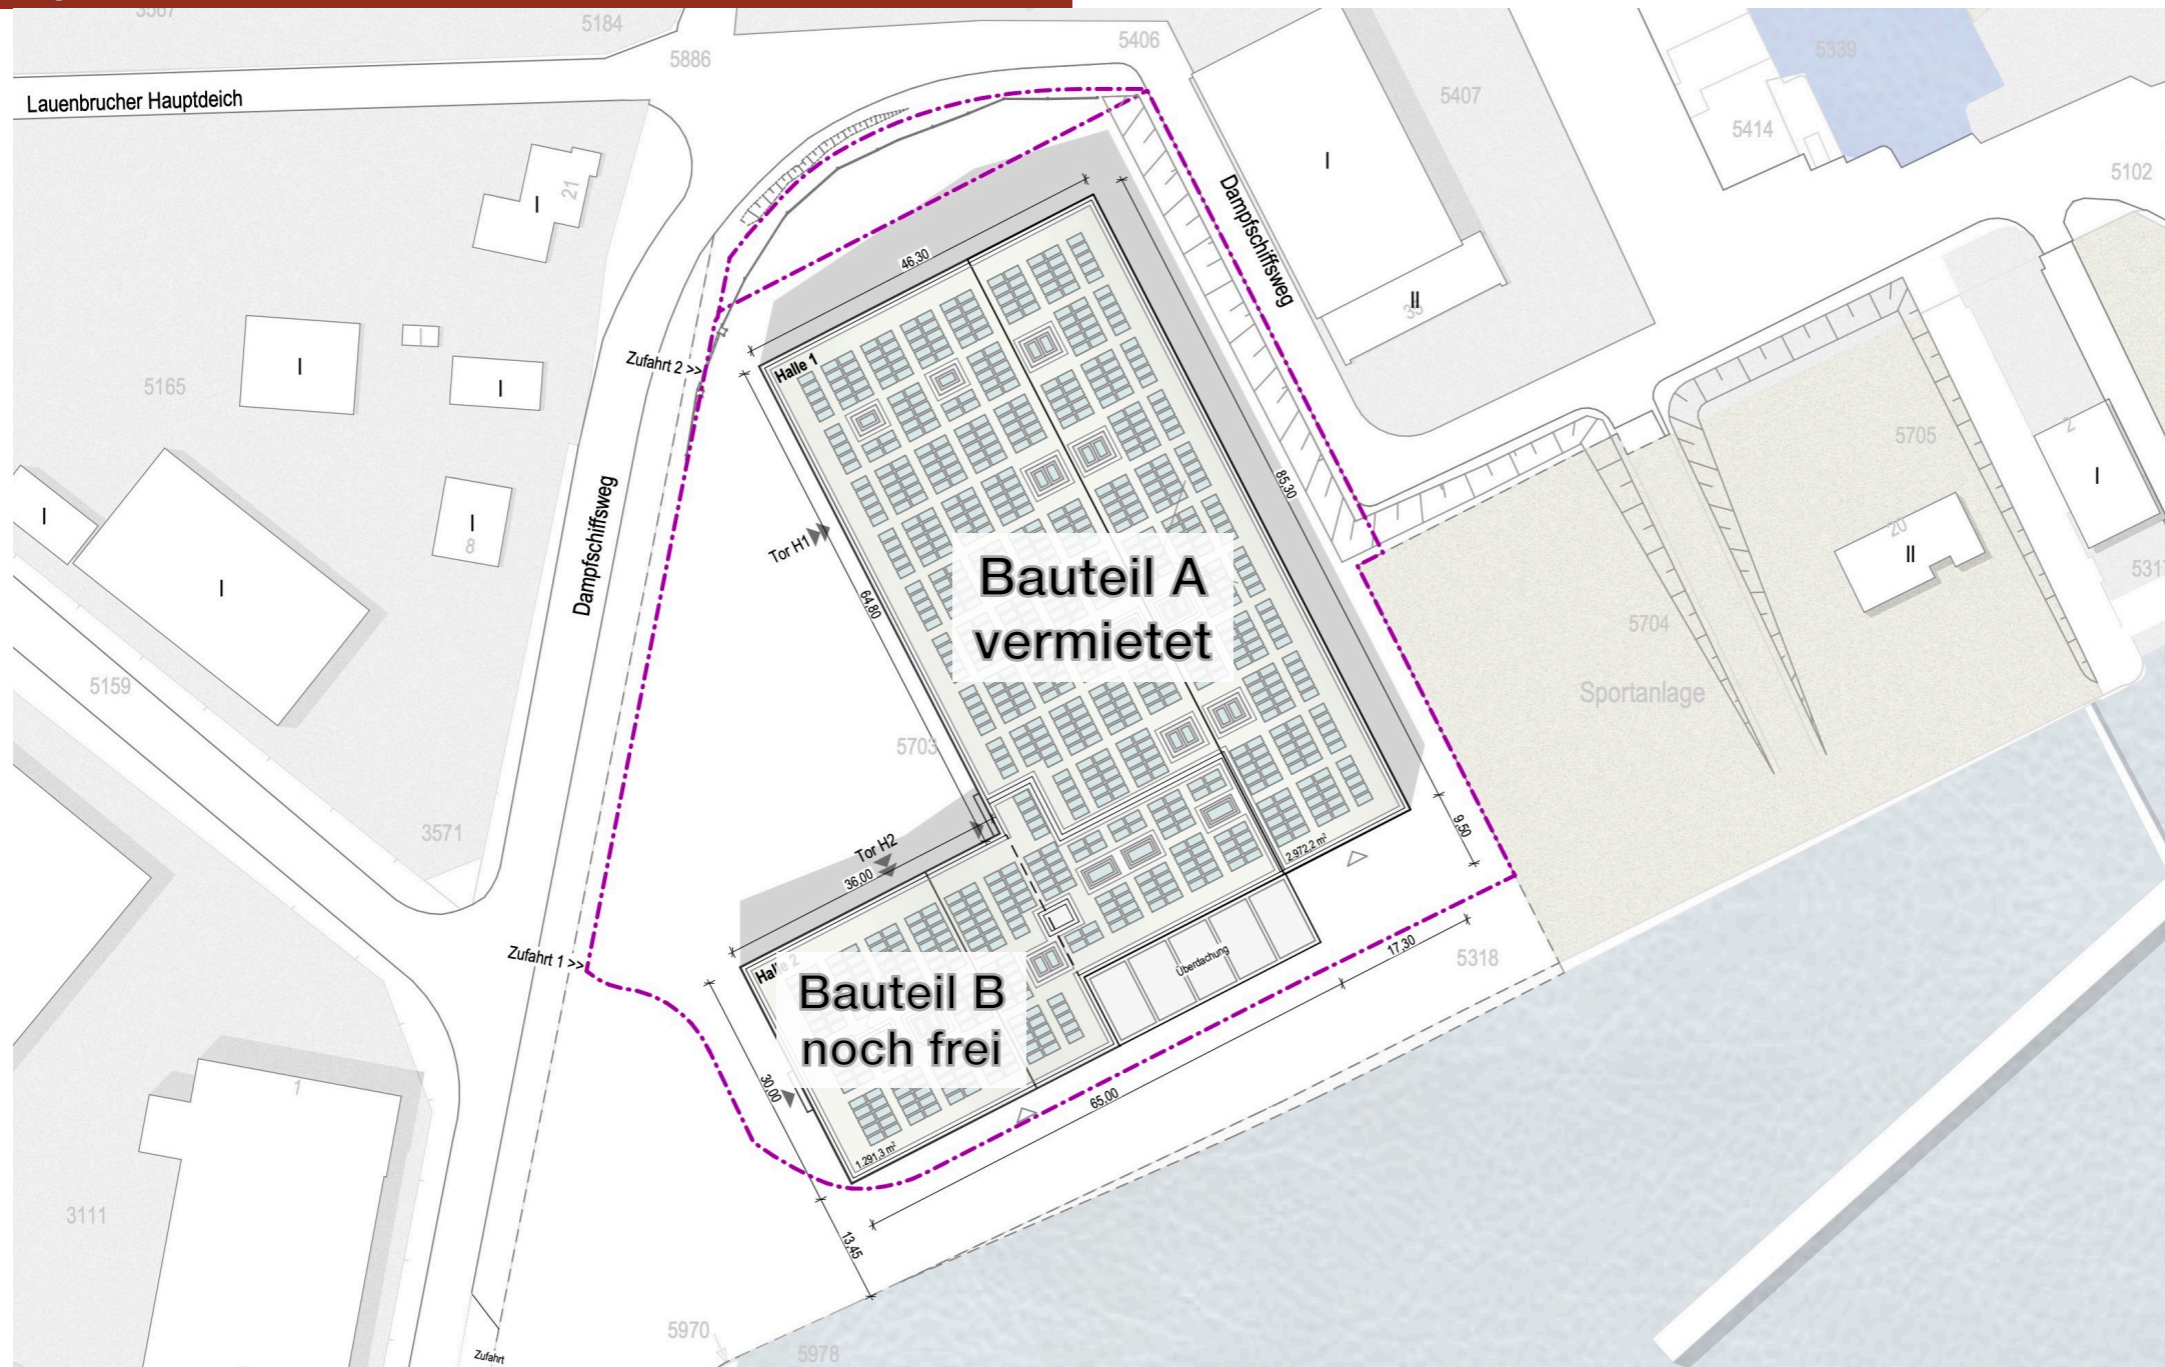 5184
5886
5406
5339
5407
5414
5102
Lauenbrucher Hauptdeich
I
21
I
II
35
Dampfschiffsweg
46,30
Zufahrt 2 >>
Halle 1
I
I
5165
I
8
I
I
Dampfschiffsweg
Tor H1
64,80
85,30
Bauteil A
vermietet
5705
2
I
20
II
5704
Sportanlage
5159
5703
3571
Tor H2
36,00
9,50
2.972,2 m²
Überdachung
17,30
5318
Zufahrt 1 >>
Bauteil B
noch frei
30,00
65,00
1.291,3 m²
1
3111
13,45
5970
5978
Zufahrt